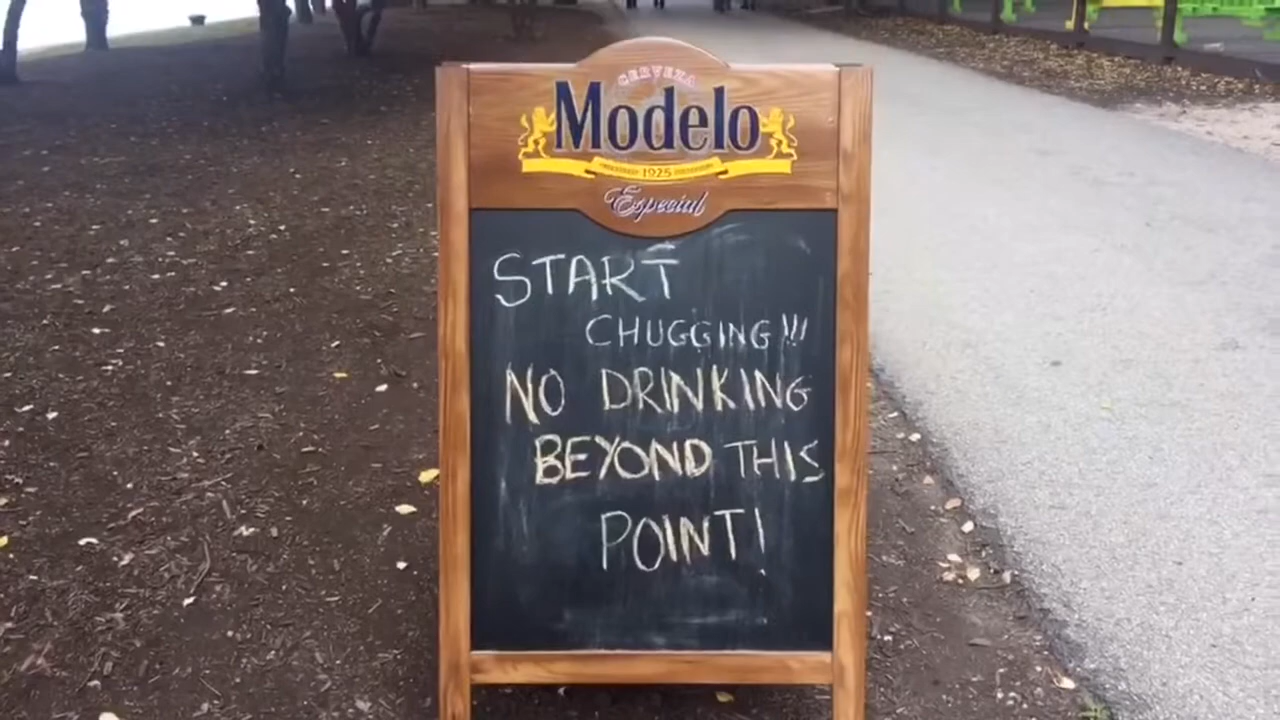 CERVEZA
Modelo
1925
Especial
START
CHUGGING!!!
NO DRINKING
BEYOND THIS
POINT!